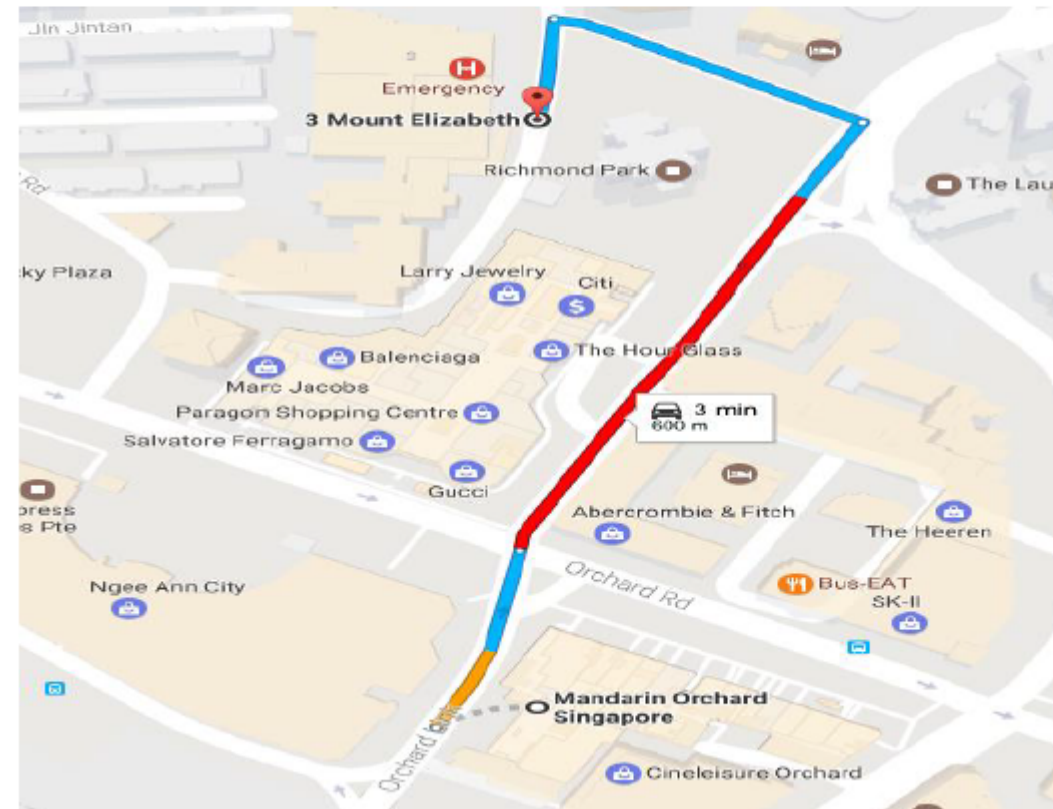 Jln Jintan
Emergency
3 Mount Elizabeth
Richmond Park
The Lau
Rd
Larry Jewelry
Citi
cky Plaza
The Hour Glass
Balenciaga
Marc Jacobs
3 min
600 m
Paragon Shopping Centre
Salvatore Ferragamo
Gucci
press
s Pte
Abercrombie & Fitch
The Heeren
Orchard Rd
Bus-EAT
SK-II
Ngee Ann City
Mandarin Orchard
Singapore
Orchard
Cineleisure Orchard